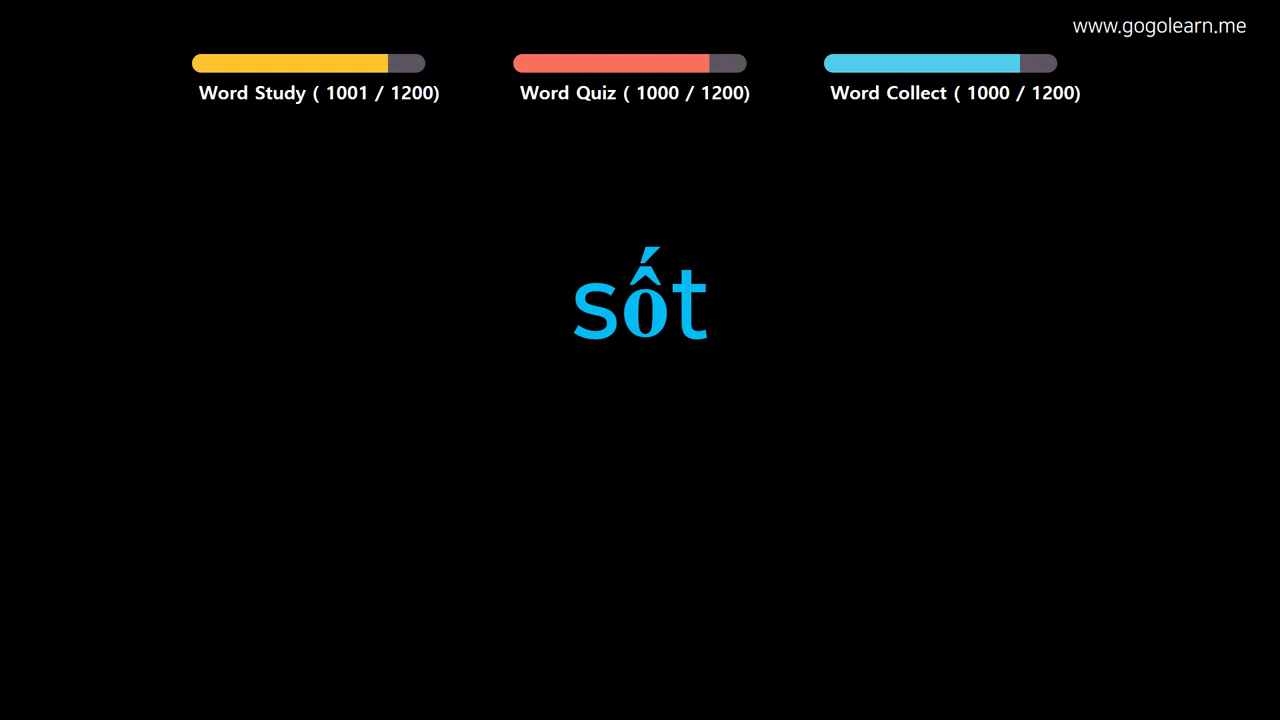 www.gogolearn.me
Word Study ( 1001 / 1200)
Word Quiz ( 1000 / 1200)
Word Collect ( 1000 / 1200)
sốt